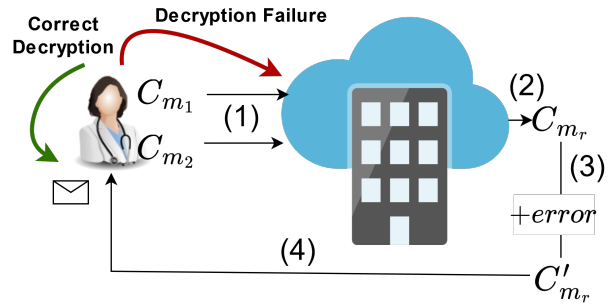 Decryption Failure
Correct
Decryption
C_{m_1}
(1)
C_{m_2}
(2)
C_{m_r}
(3)
+error
(4)
C'_{m_r}